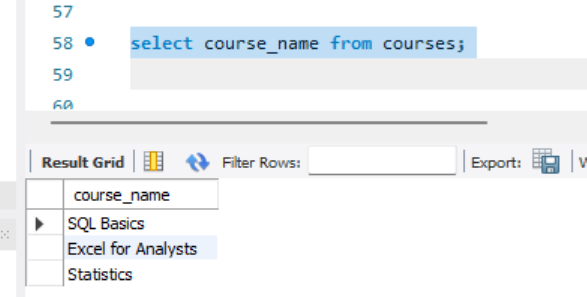 57
58 select course_name from courses;
59
60
Result Grid Filter Rows: Export:
course_name
SQL Basics
Excel for Analysts
Statistics